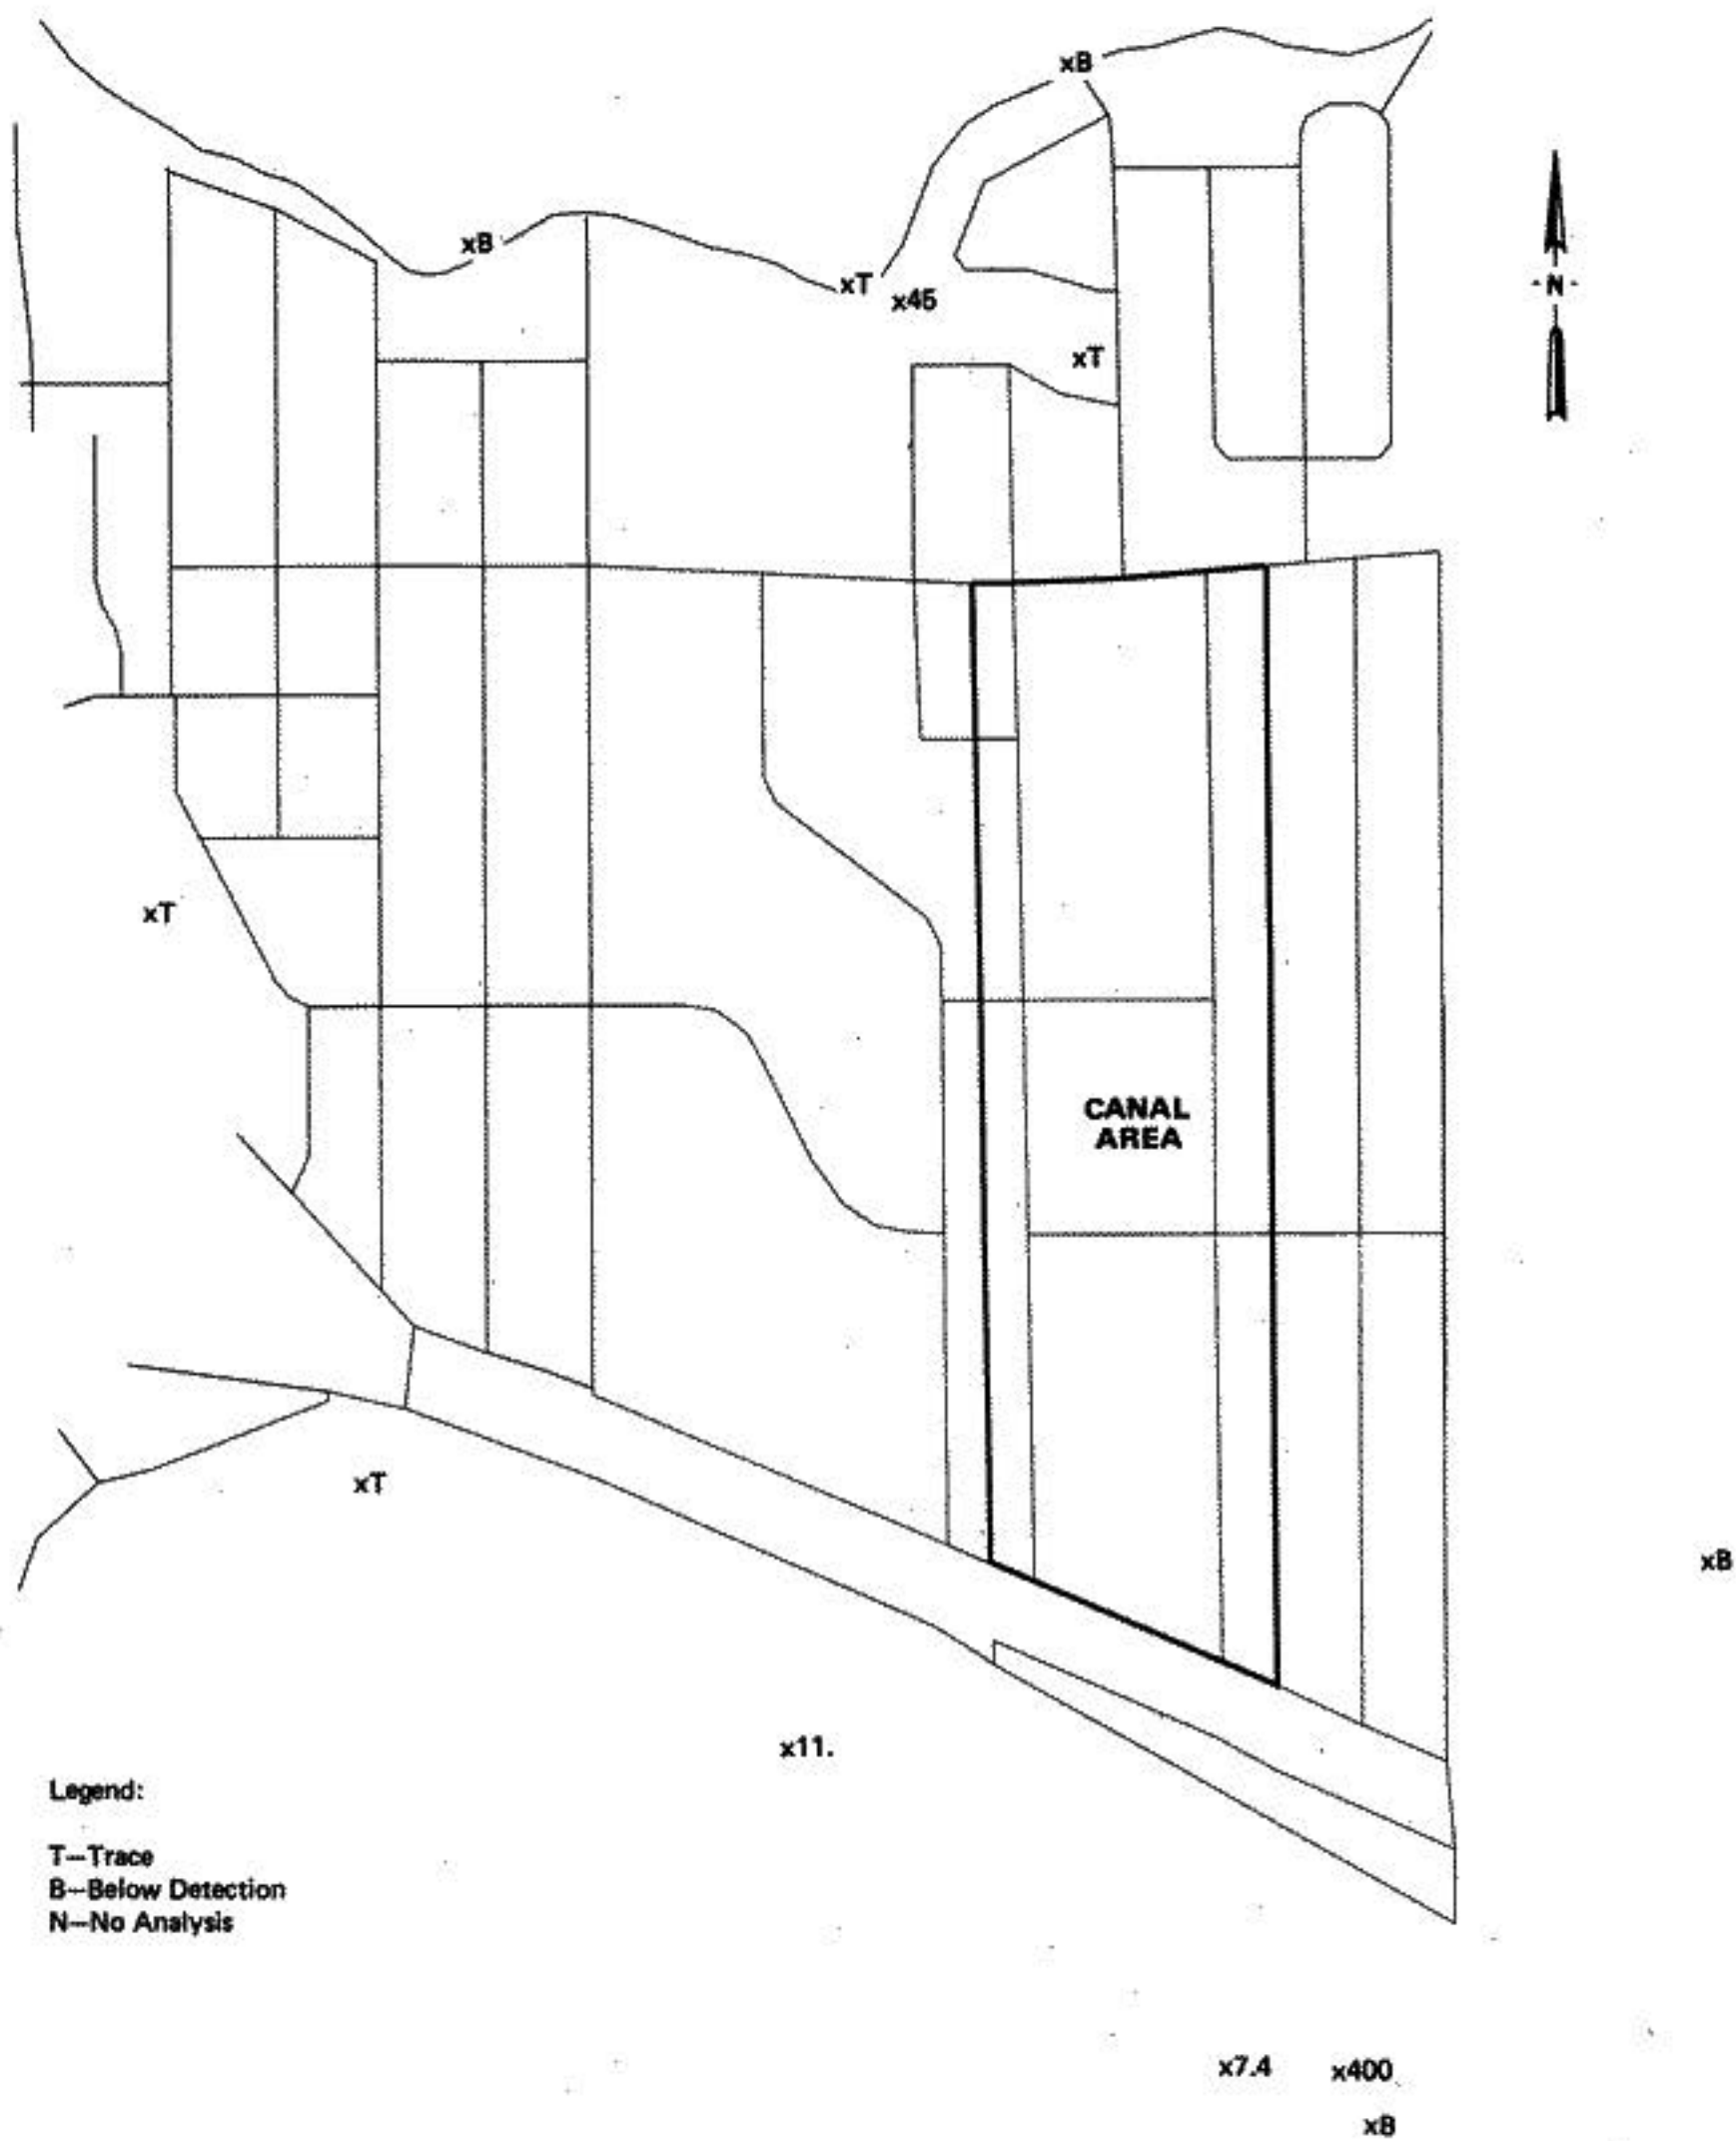 xB
xB
xT
x45
- N -
xT
xT
CANAL
AREA
xT
xB
x11.
Legend:
T—Trace
B—Below Detection
N—No Analysis
x7.4
x400
xB